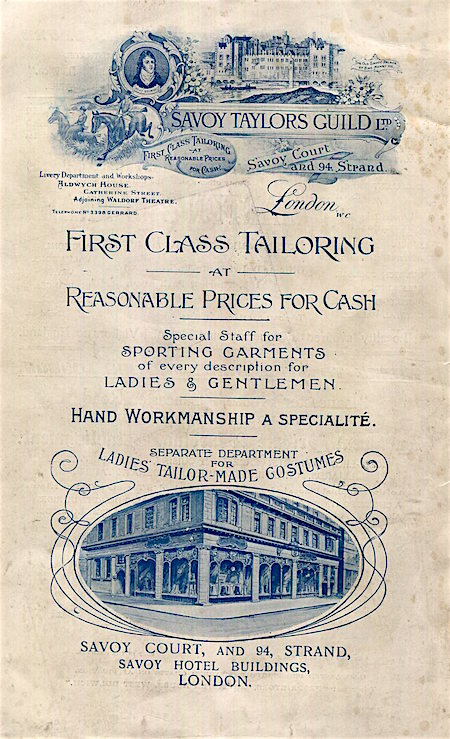 SAVOY TAYLORS GUILD LTD
FIRST CLASS TAILORING
AT
REASONABLE PRICES
FOR CASH
Savoy Court
and 94, Strand.
Livery Department and Workshops-
ALDWYCH HOUSE.
CATHERINE STREET.
Adjoining WALDORF THEATRE.
TELEPHONE No 3398 GERRARD.
London,
W.C
FIRST CLASS TAILORING
AT
REASONABLE PRICES FOR CASH
Special Staff for
SPORTING GARMENTS
of every description for
LADIES & GENTLEMEN.
HAND WORKMANSHIP A SPECIALITÉ.
SEPARATE DEPARTMENT
FOR
LADIES' TAILOR-MADE COSTUMES
SAVOY COURT, AND 94, STRAND,
SAVOY HOTEL BUILDINGS,
LONDON.